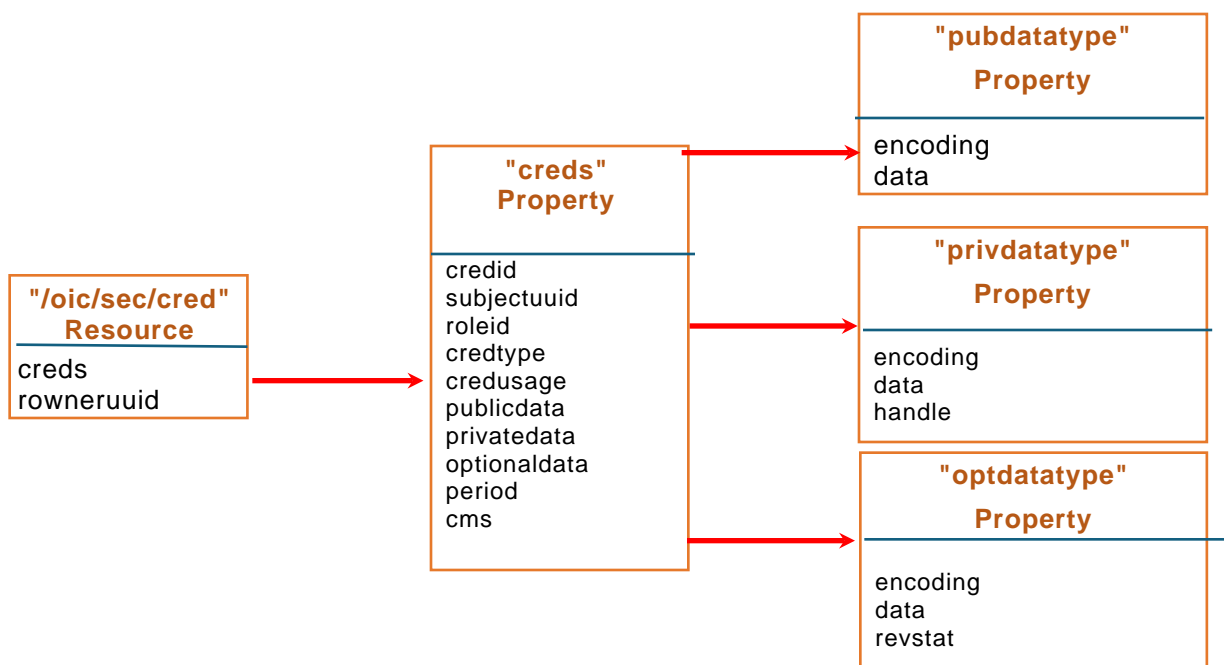 "/oic/sec/cred"
Resource
creds
rowneruuid
"creds"
Property
credid
subjectuuid
roleid
credtype
credusage
publicdata
privatedata
optionaldata
period
cms
"pubdatatype"
Property
encoding
data
"privdatatype"
Property
encoding
data
handle
"optdatatype"
Property
encoding
data
revstat